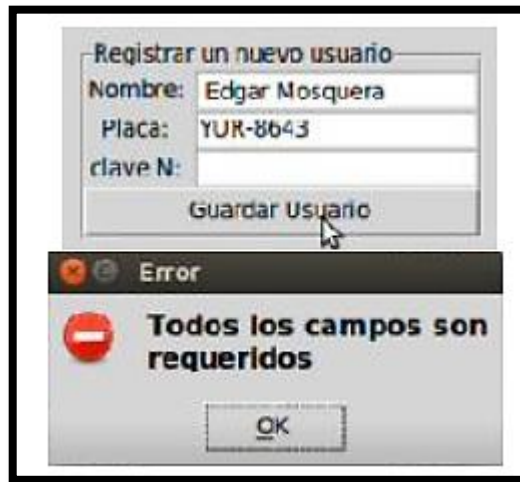 Registrar un nuevo usuario
Nombre: Edgar Mosquera
Placa: YUR-8643
clave N:
Guardar Usuario
Error
Todos los campos son
requeridos
OK